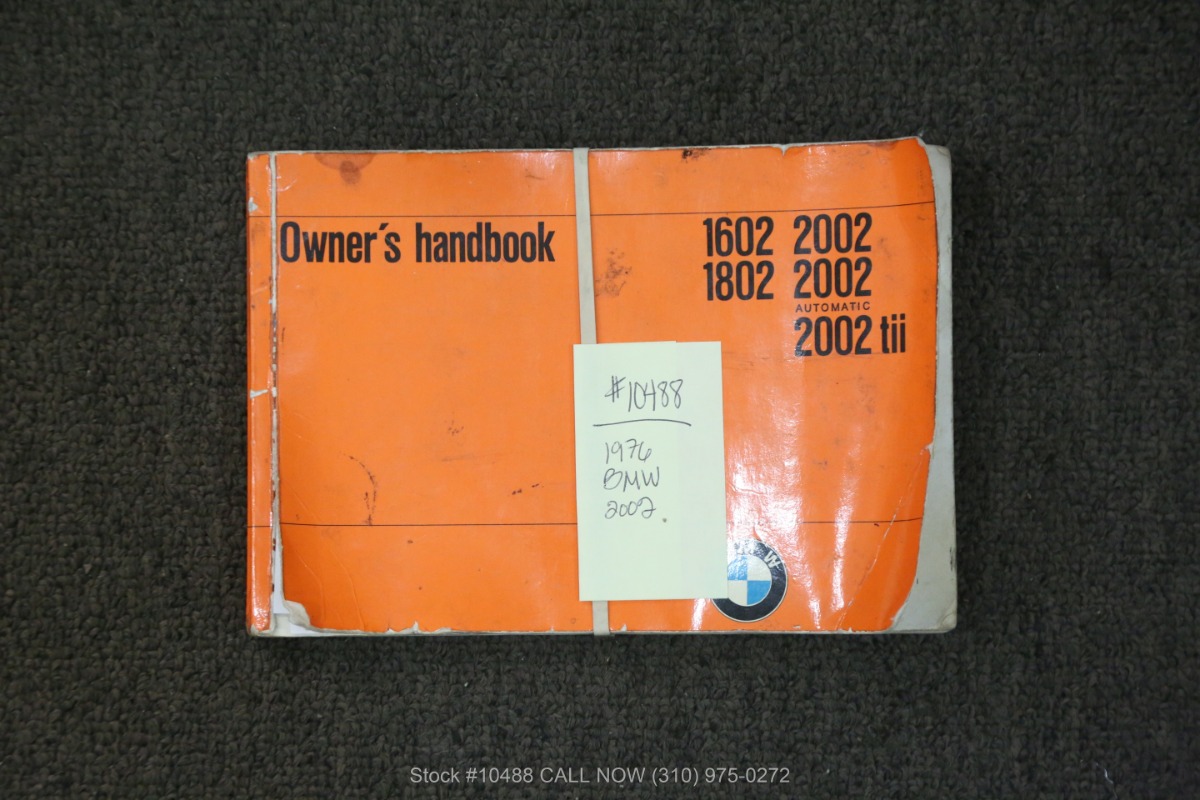 Owner´s handbook
1602 2002
1802 2002
AUTOMATIC
2002 tii
#10488
1976
BMW
2002.
BMW
Stock #10488 CALL NOW (310) 975-0272